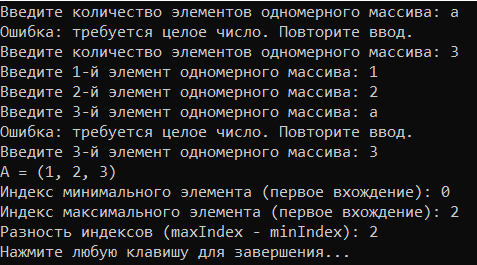 Введите количество элементов одномерного массива: а
Ошибка: требуется целое число. Повторите ввод.
Введите количество элементов одномерного массива: 3
Введите 1-й элемент одномерного массива: 1
Введите 2-й элемент одномерного массива: 2
Введите 3-й элемент одномерного массива: а
Ошибка: требуется целое число. Повторите ввод.
Введите 3-й элемент одномерного массива: 3
A = (1, 2, 3)
Индекс минимального элемента (первое вхождение): 0
Индекс максимального элемента (первое вхождение): 2
Разность индексов (maxIndex - minIndex): 2
Нажмите любую клавишу для завершения...